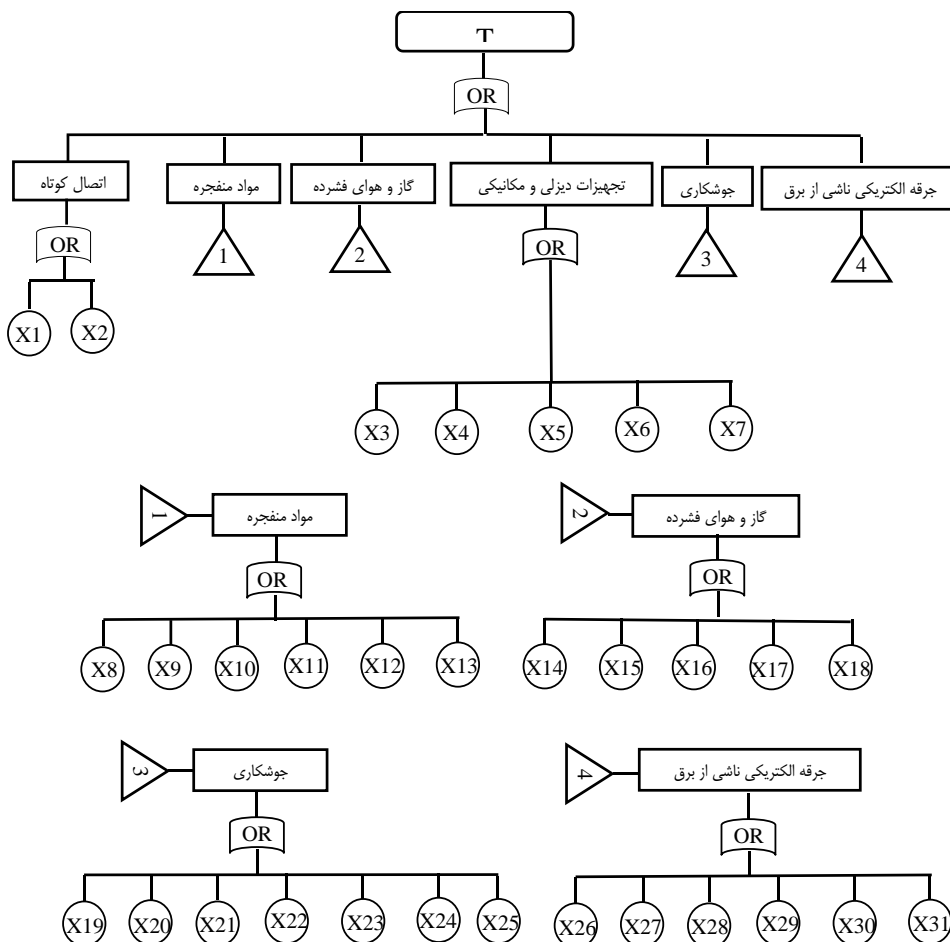 T
OR
اتصال کوتاه
مواد منفجره
گاز و هوای فشرده
تجهیزات دیزلی و مکانیکی
جوشکاری
جرقه الکتریکی ناشی از برق
OR
1
2
OR
3
4
X1
X2
X3
X4
X5
X6
X7
1
مواد منفجره
2
گاز و هوای فشرده
OR
OR
X8
X9
X10
X11
X12
X13
X14
X15
X16
X17
X18
3
جوشکاری
4
جرقه الکتریکی ناشی از برق
OR
OR
X19
X20
X21
X22
X23
X24
X25
X26
X27
X28
X29
X30
X31